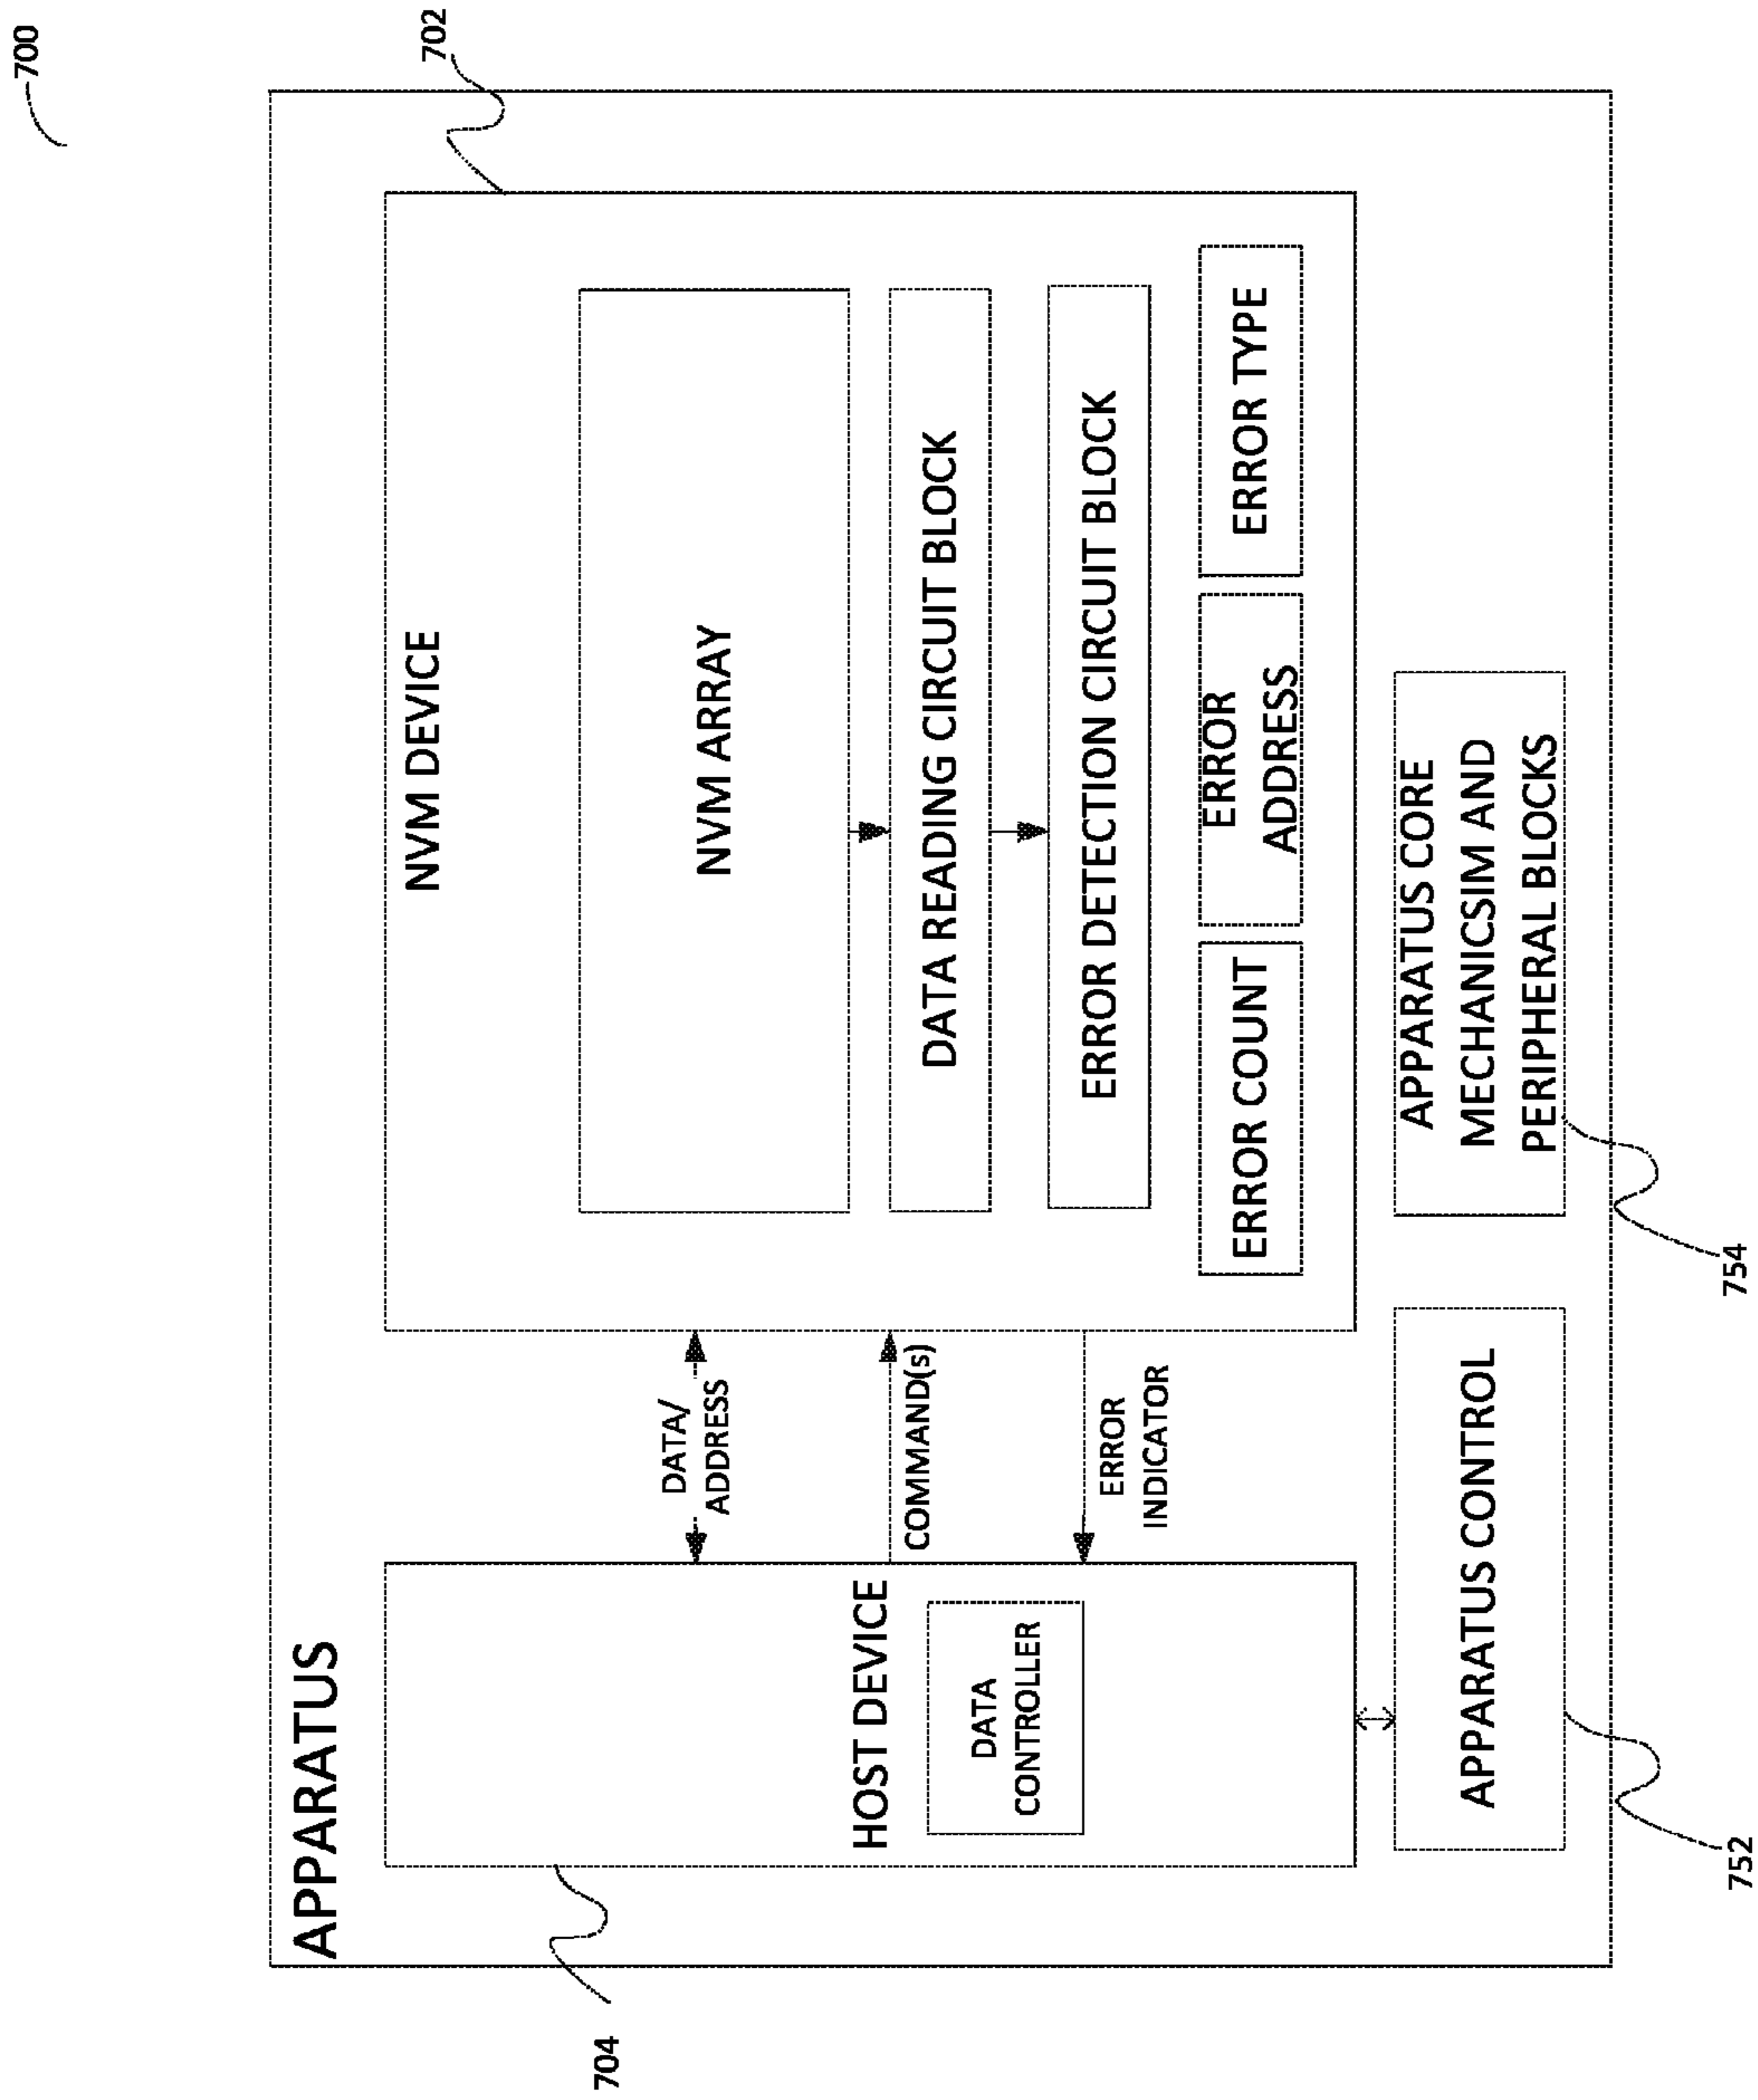 700
APPARATUS
702
NVM DEVICE
NVM ARRAY
DATA READING CIRCUIT BLOCK
ERROR DETECTION CIRCUIT BLOCK
ERROR COUNT
ERROR
ADDRESS
ERROR TYPE
DATA/
ADDRESS
COMMAND(s)
ERROR
INDICATOR
HOST DEVICE
DATA
CONTROLLER
704
APPARATUS CONTROL
APPARATUS CORE
MECHANICSIM AND
PERIPHERAL BLOCKS
752
754